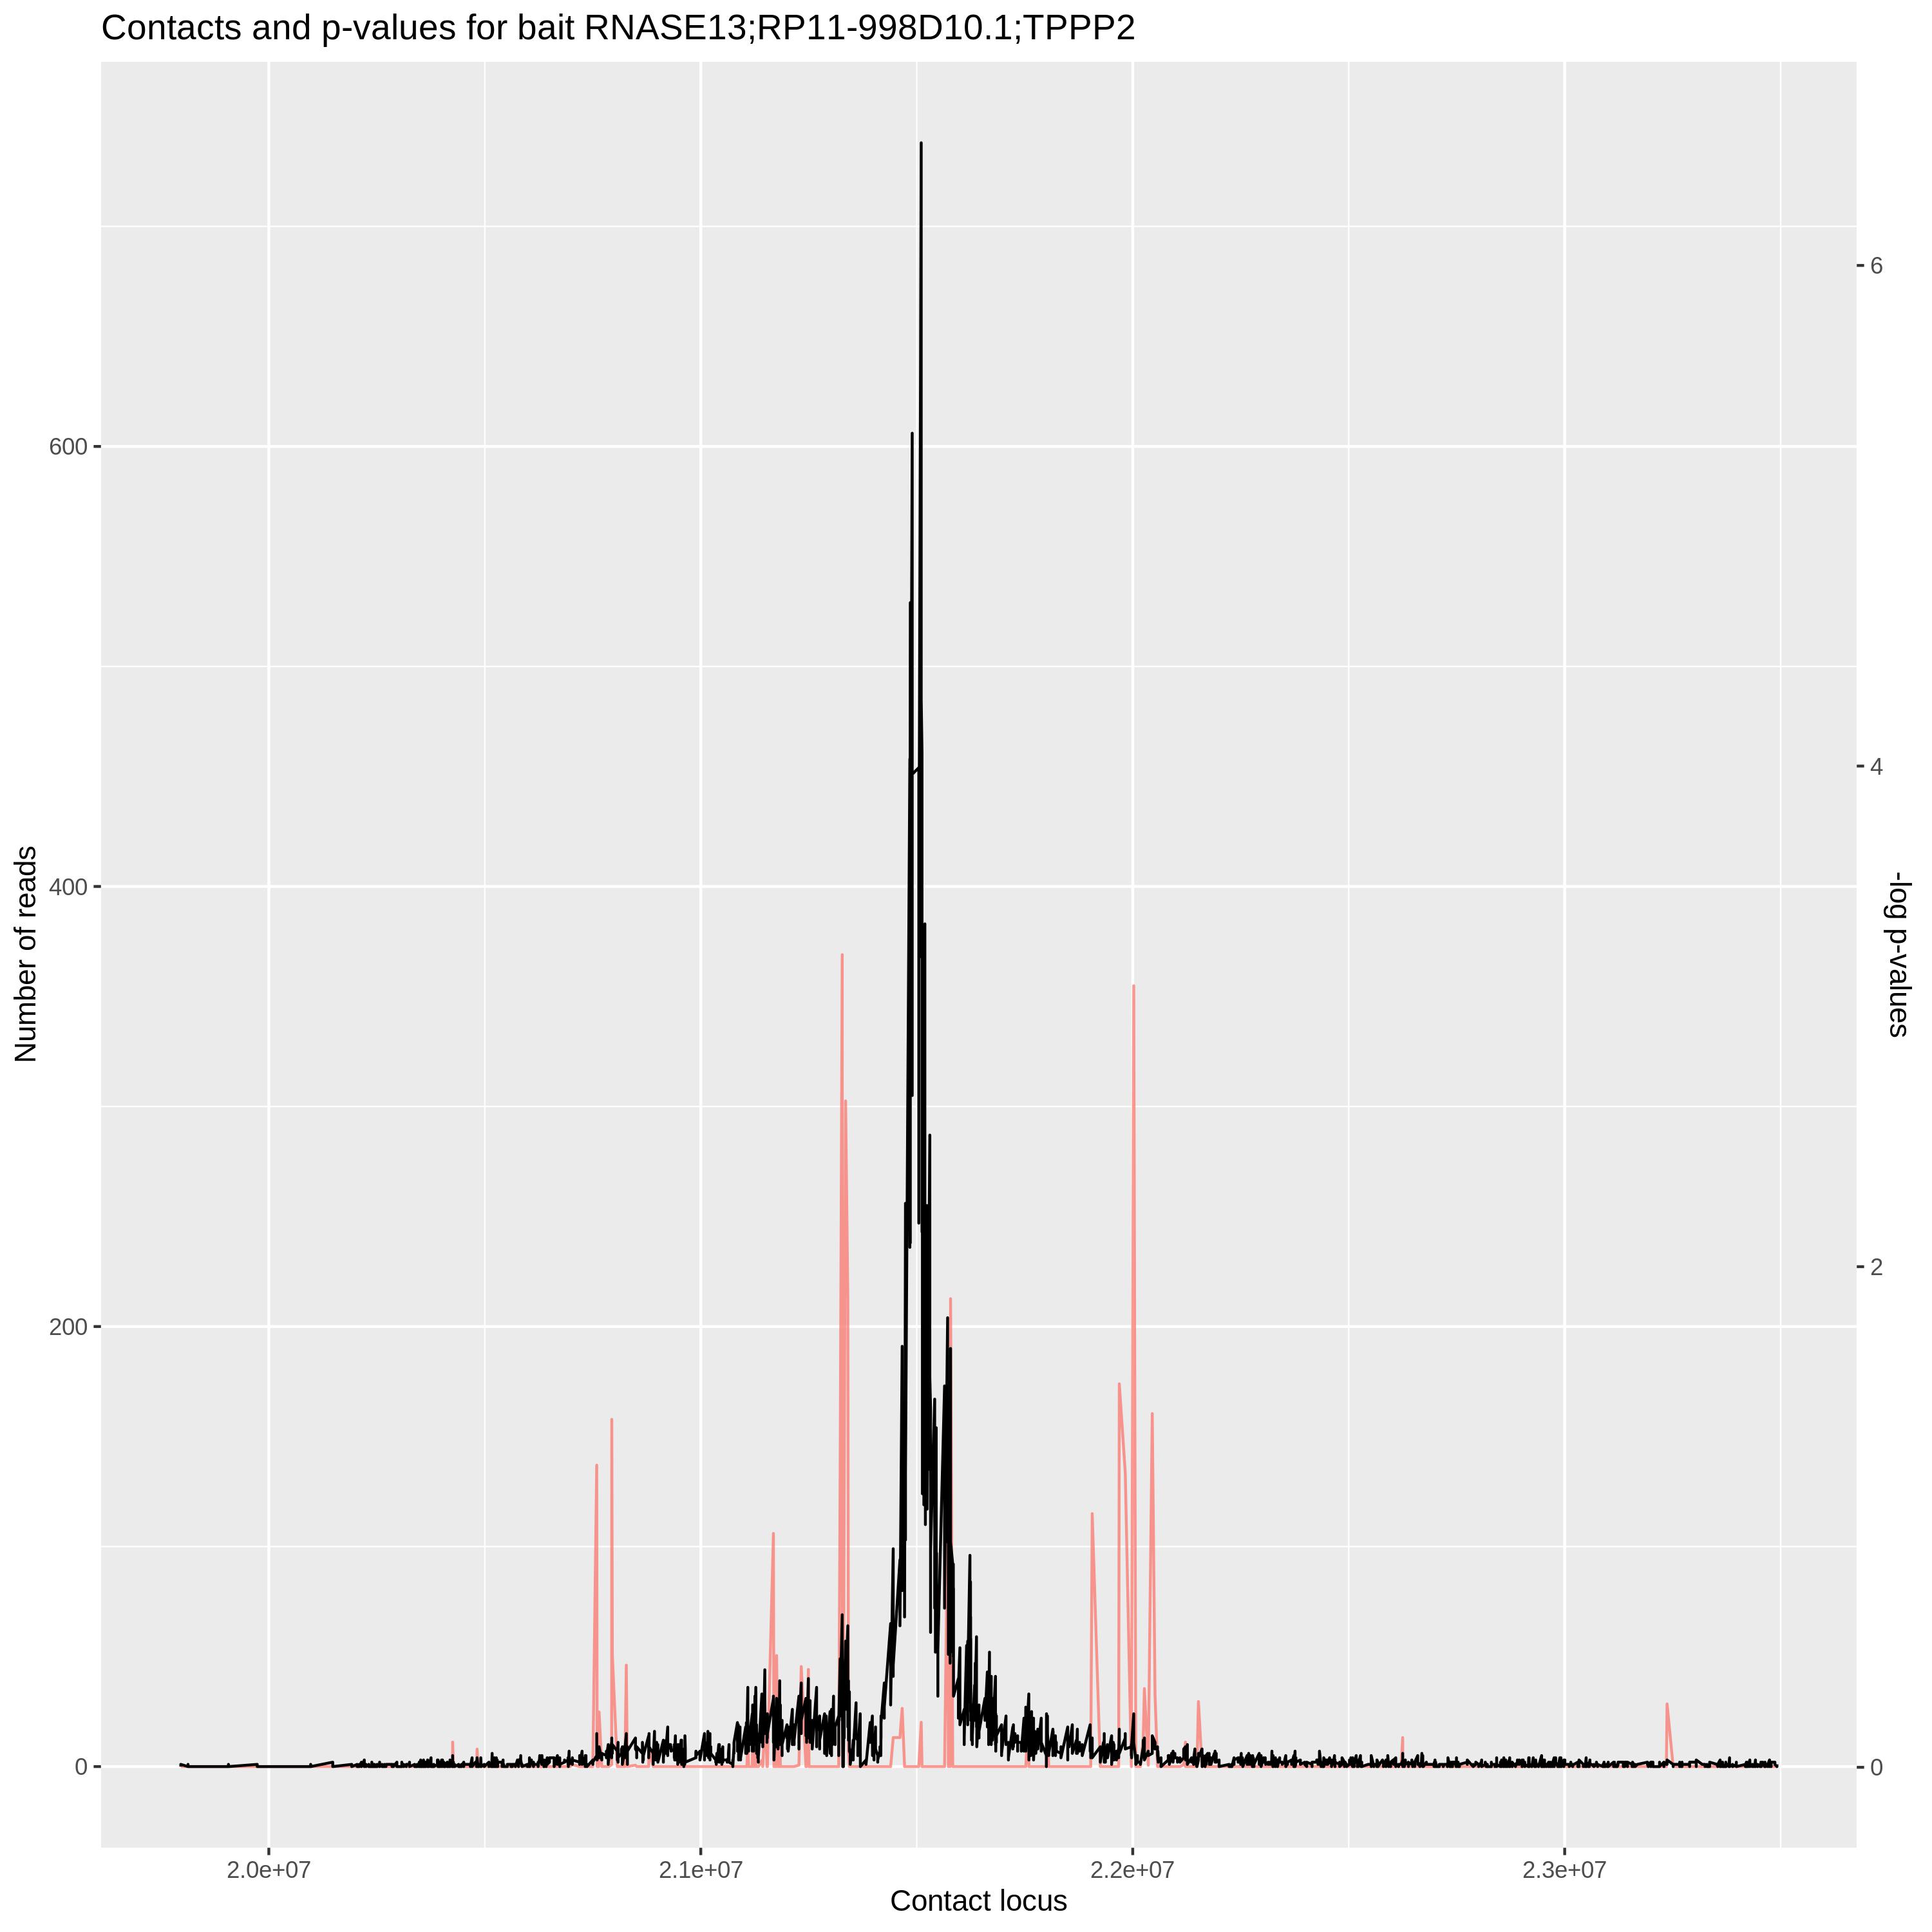 Contacts and p-values for bait RNASE13;RP11-998D10.1;TPPP2
Number of reads
600
400
200
0
6
4
2
0
-log p-values
2.0e+07
2.1e+07
2.2e+07
2.3e+07
Contact locus